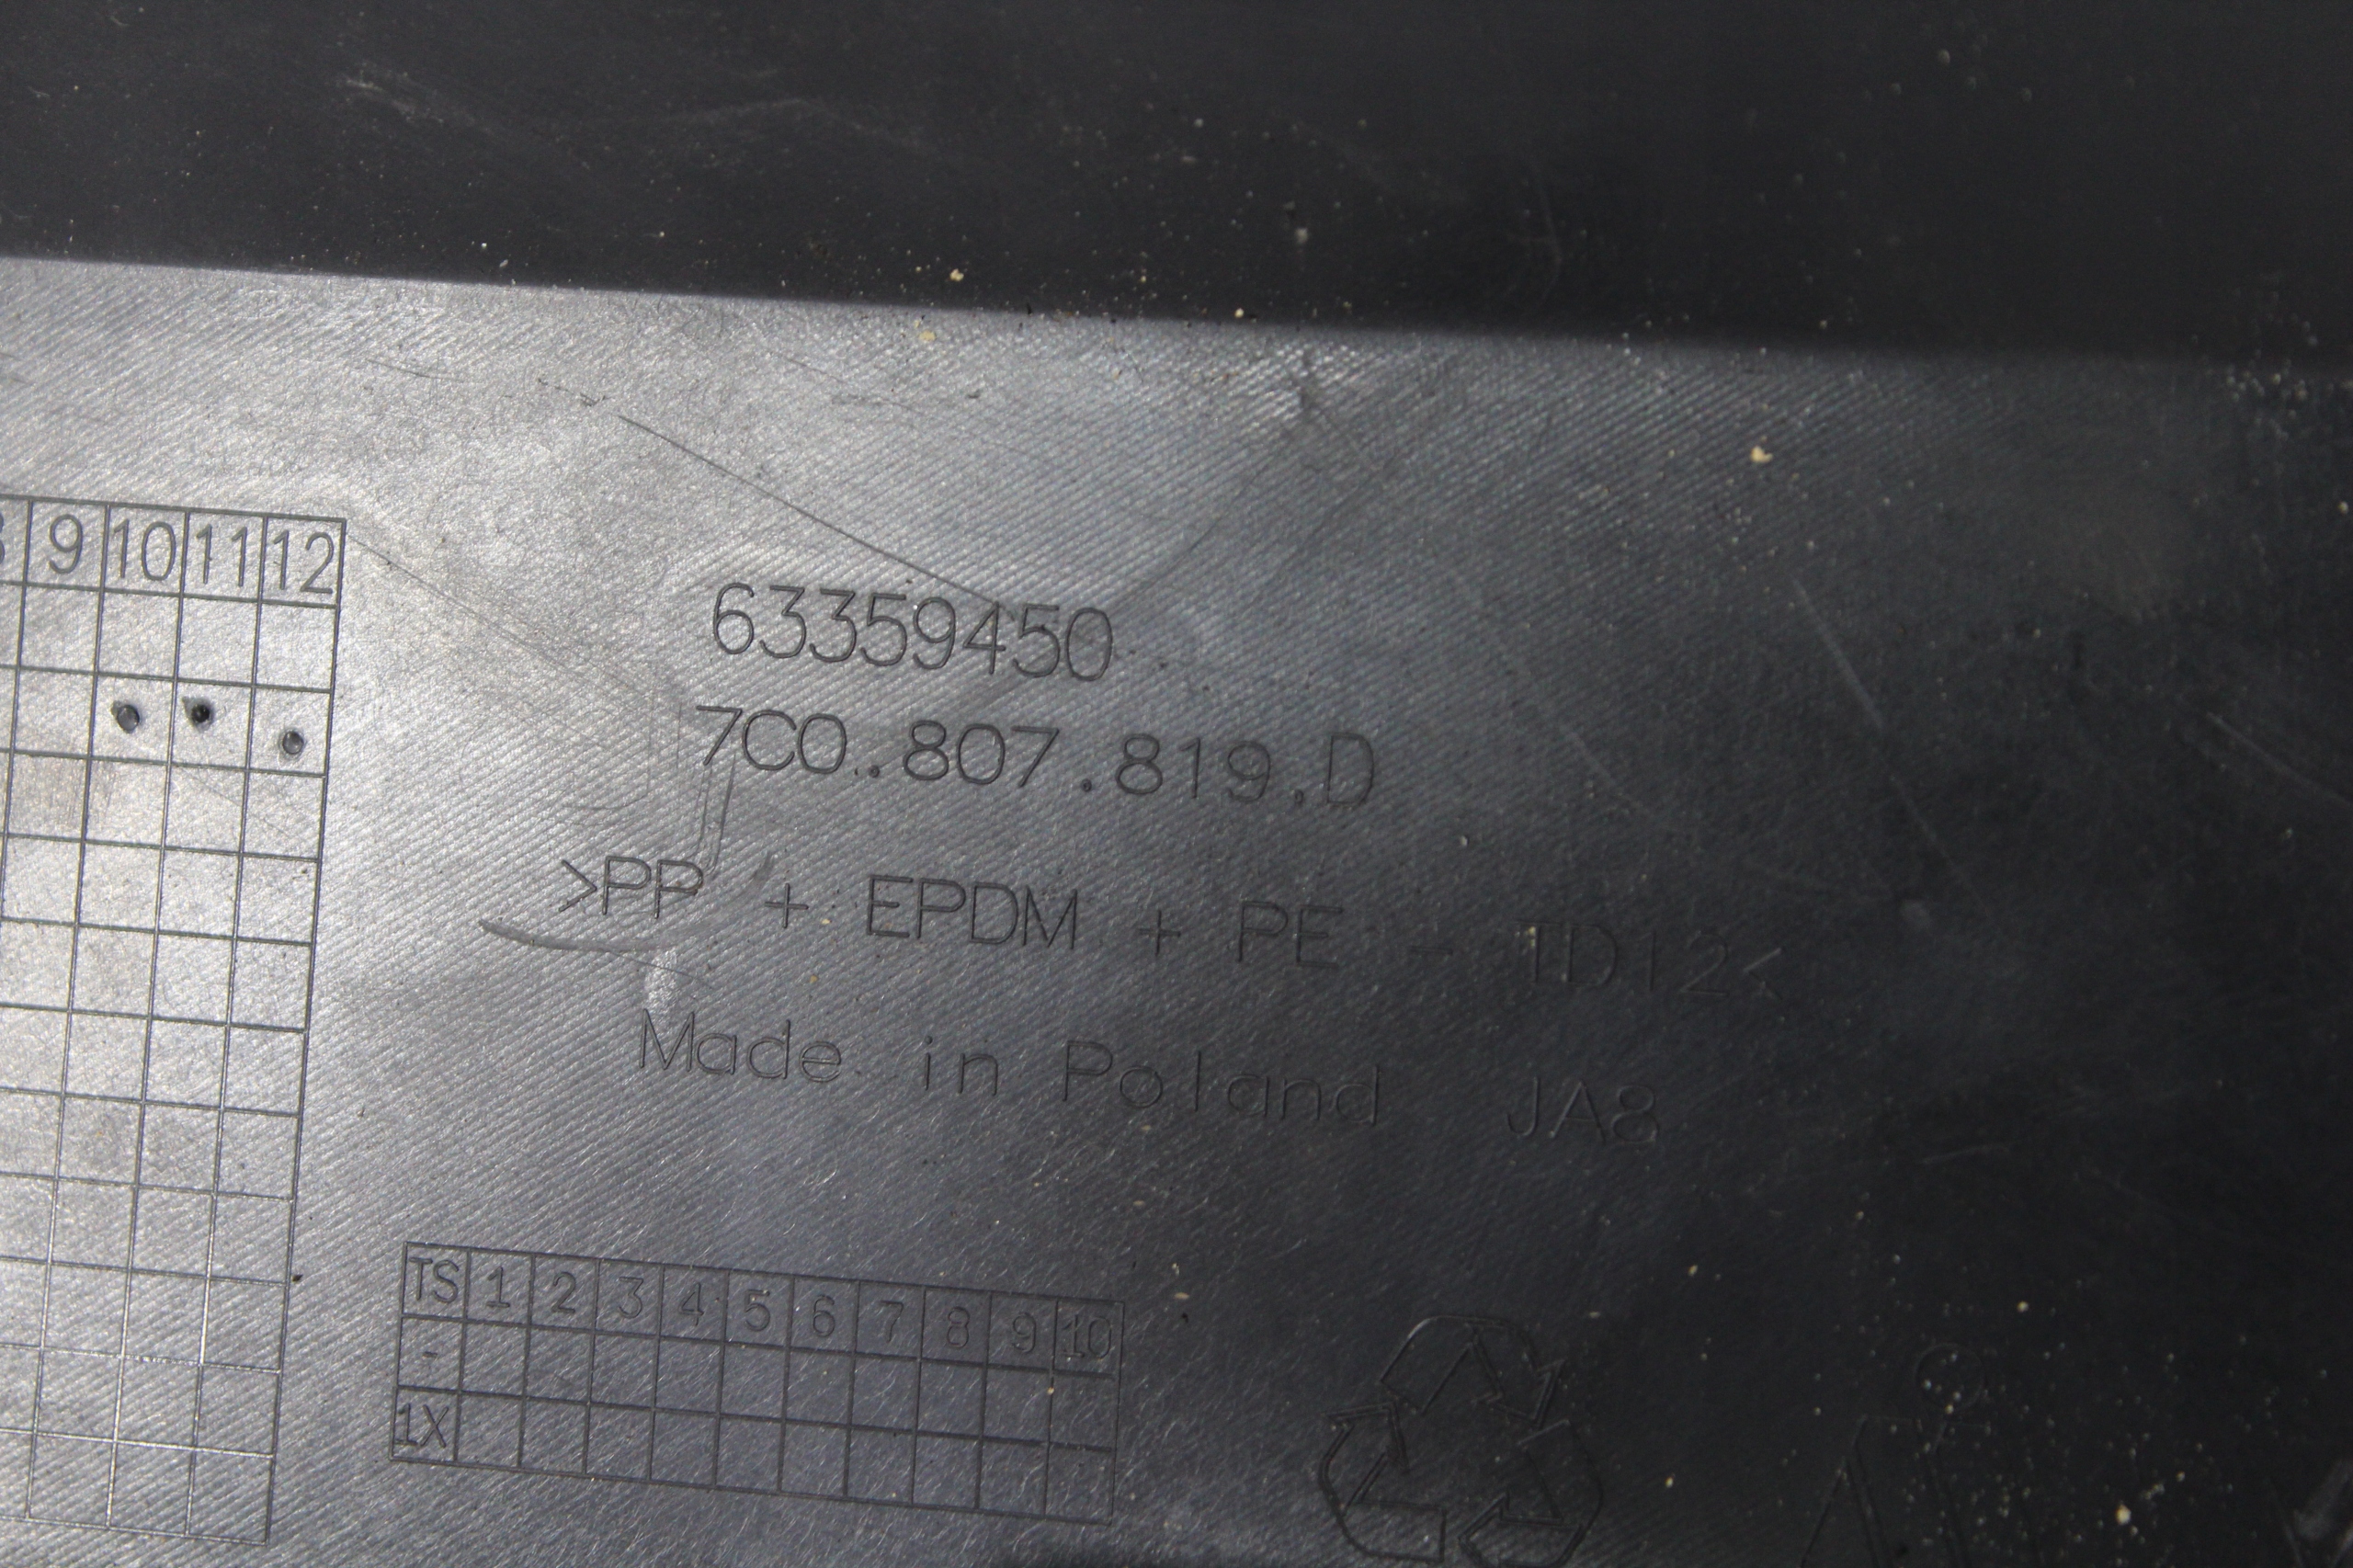 9 10 11 12
63359450
7C0..807.819.D
>PP + EPDM + PE - TD12<
Made in Poland JA8
TS 1 2 3 4 5 6 7 8 9 10
-
1X